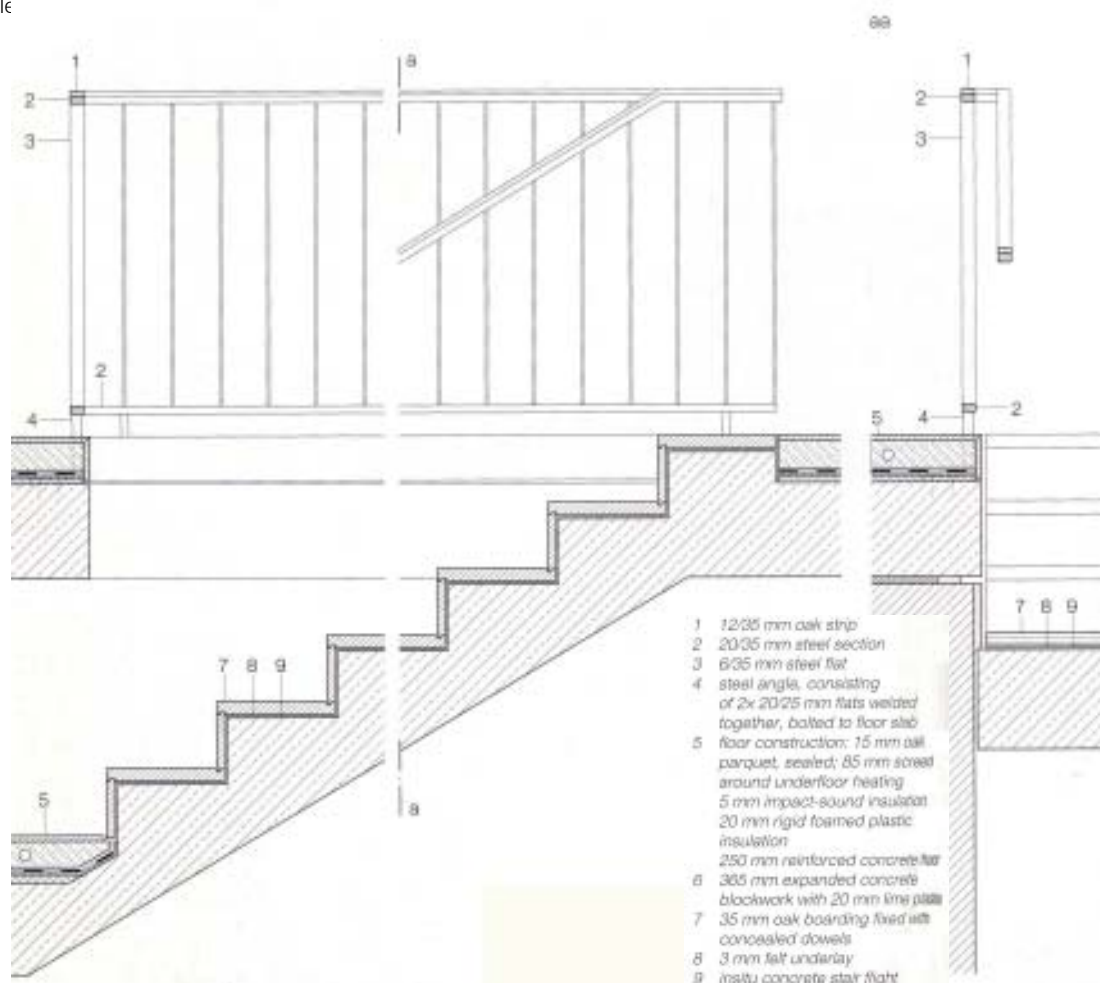 le
aa
1
a
1
2
2
3
3
2
4
4
2
5
7 8 9
7 8 9
5
a
1 12/35 mm oak strip
2 20/35 mm steel section
3 6/35 mm steel flat
4 steel angle, consisting
of 2x 20/25 mm flats welded
together, bolted to floor slab
5 floor construction: 15 mm oak
parquet, sealed; 85 mm screed
around underfloor heating
5 mm impact-sound insulation
20 mm rigid foamed plastic
insulation
250 mm reinforced concrete floor
6 365 mm expanded concrete
blockwork with 20 mm lime plaster
7 35 mm oak boarding fixed with
concealed dowels
8 3 mm felt underlay
9 insitu concrete stair flight